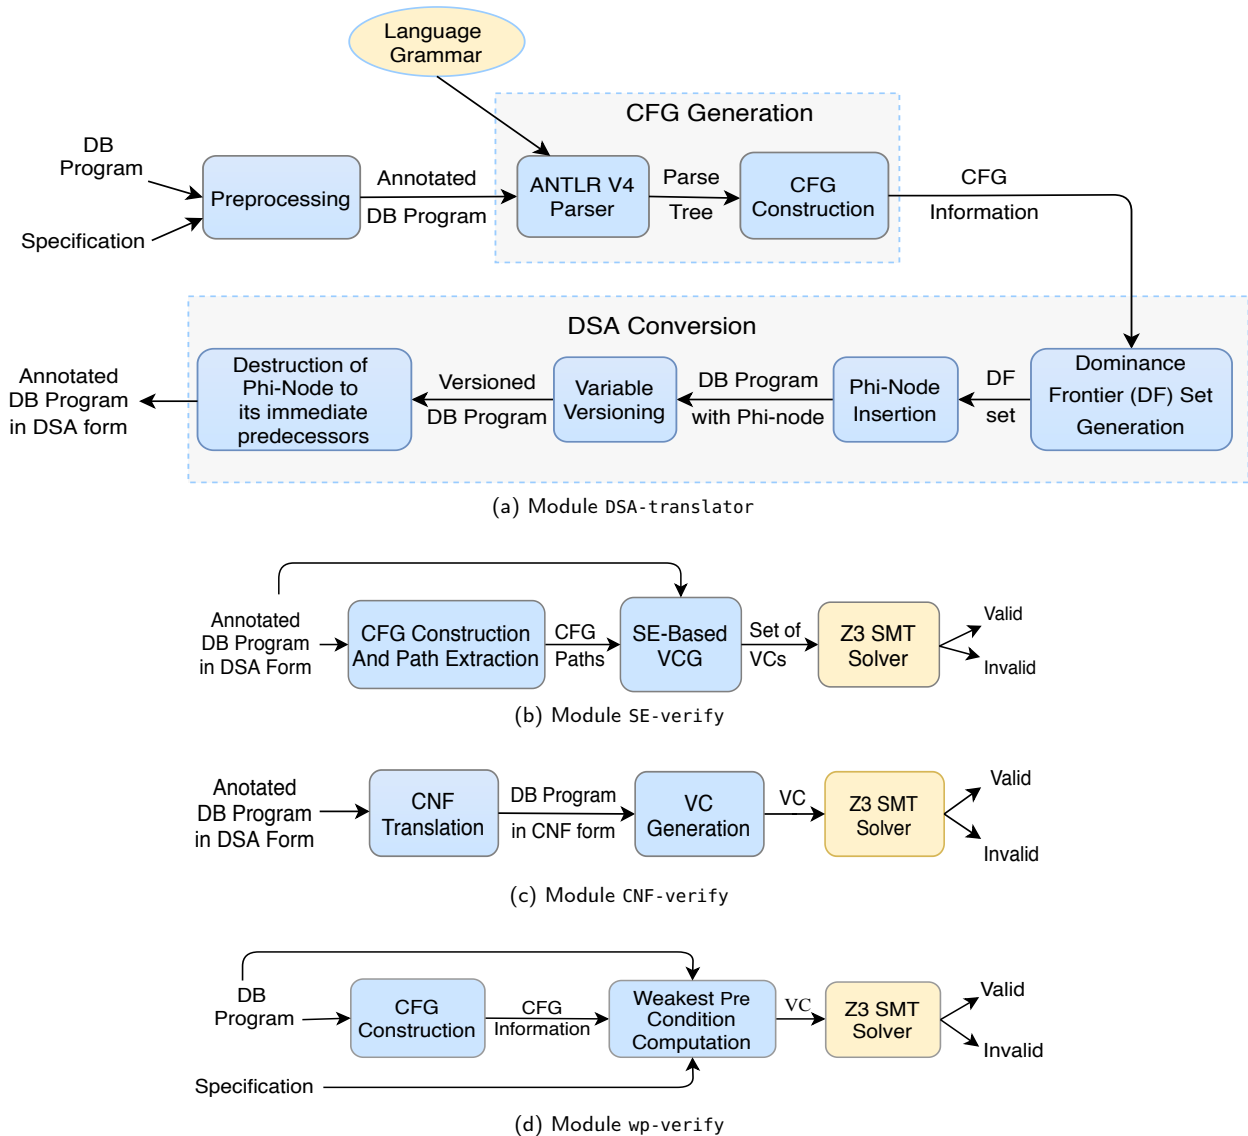 Language
Grammar
CFG Generation
DB
Program
Specification
Preprocessing
Annotated
DB Program
ANTLR V4
Parser
Parse
Tree
CFG
Construction
CFG
Information
DSA Conversion
Dominance
Frontier (DF) Set
Generation
DF
set
Phi-Node
Insertion
DB Program
with Phi-node
Variable
Versioning
Versioned
DB Program
Destruction of
Phi-Node to
its immediate
predecessors
Annotated
DB Program
in DSA form
(a) Module DSA-translator
Annotated
DB Program
in DSA Form
CFG Construction
And Path Extraction
CFG
Paths
SE-Based
VCG
Set of
VCs
Z3 SMT
Solver
Valid
Invalid
(b) Module SE-verify
Anotated
DB Program
in DSA Form
CNF
Translation
DB Program
in CNF form
VC
Generation
VC
Z3 SMT
Solver
Valid
Invalid
(c) Module CNF-verify
DB
Program
Specification
CFG
Construction
CFG
Information
Weakest Pre
Condition
Computation
VC
Z3 SMT
Solver
Valid
Invalid
(d) Module wp-verify